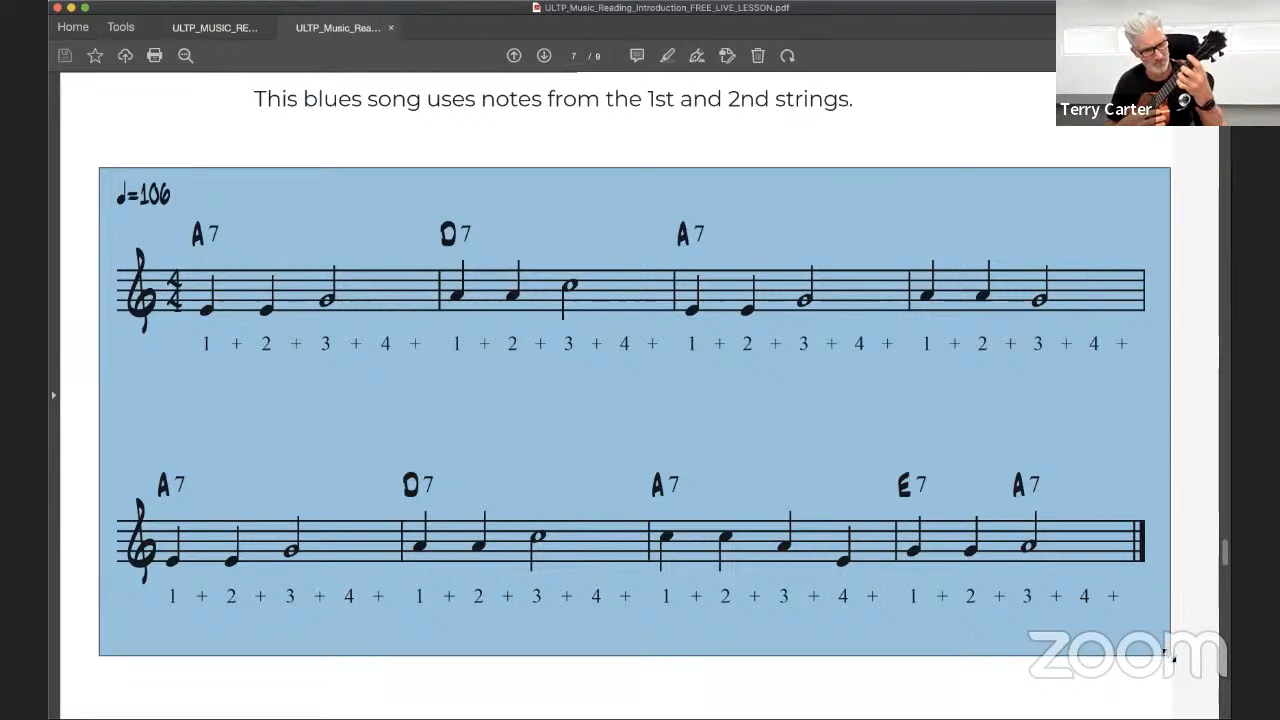 ULTP_Music_Reading_Introduction_FREE_LIVE_LESSON.pdf
Home Tools ULTP_MUSIC_RE... ULTP_Music_Rea... ×
7 / 9
Terry Carter
This blues song uses notes from the 1st and 2nd strings.
=106
A7 D7 A7
4
4
1 + 2 + 3 + 4 + 1 + 2 + 3 + 4 + 1 + 2 + 3 + 4 + 1 + 2 + 3 + 4 +
A7 D7 A7 E7 A7
1 + 2 + 3 + 4 + 1 + 2 + 3 + 4 + 1 + 2 + 3 + 4 + 1 + 2 + 3 + 4 +
zoom